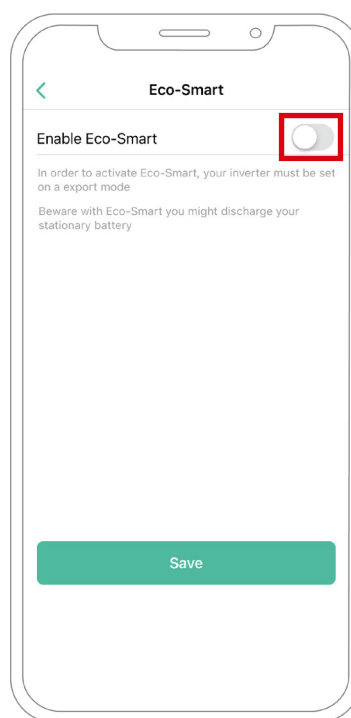 Eco-Smart
Enable Eco-Smart
In order to activate Eco-Smart, your inverter must be set
on a export mode
Beware with Eco-Smart you might discharge your
stationary battery
Save